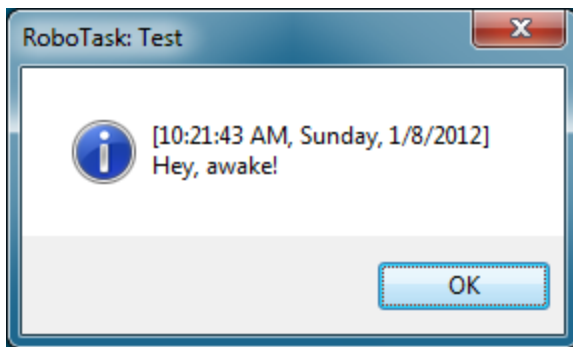 RoboTask: Test
[10:21:43 AM, Sunday, 1/8/2012]
Hey, awake!
OK